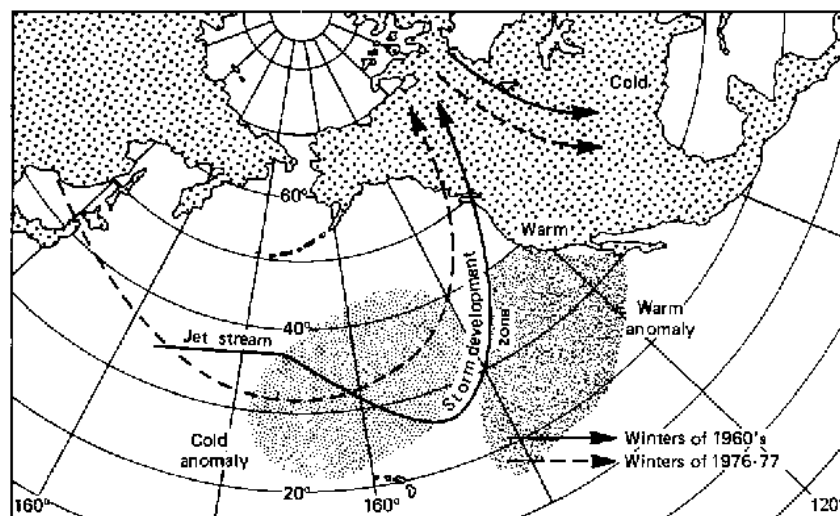 Cold
60°
Warm
Storm development
zone
Warm
anomaly
40°
Jet stream
Cold
anomaly
Winters of 1960's
Winters of 1976-77
20°
160°
160°
120°